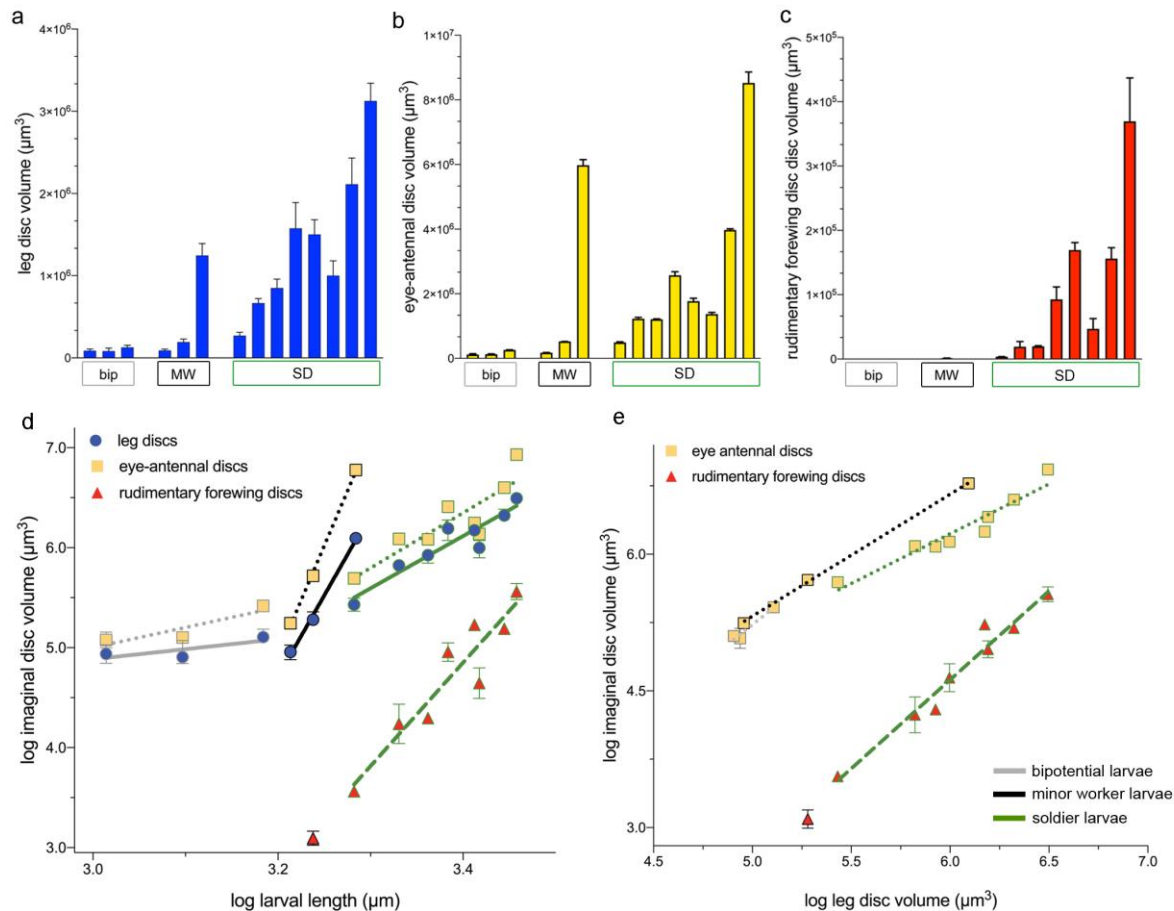 a
leg disc volume (µm³)
4×10⁶
3×10⁶
2×10⁶
1×10⁶
0
bip
MW
SD
b
eye-antennal disc volume (µm³)
1×10⁷
8×10⁶
6×10⁶
4×10⁶
2×10⁶
0
bip
MW
SD
c
rudimentary forewing disc disc volume (µm³)
5×10⁵
4×10⁵
3×10⁵
2×10⁵
1×10⁵
0
bip
MW
SD
d
leg discs
eye-antennal discs
rudimentary forewing discs
log imaginal disc volume (µm³)
7.0
6.0
5.0
4.0
3.0
3.0
3.2
3.4
log larval length (µm)
e
eye antennal discs
rudimentary forewing discs
log imaginal disc volume (µm³)
6.0
4.5
3.0
bipotential larvae
minor worker larvae
soldier larvae
4.5
5.0
5.5
6.0
6.5
7.0
log leg disc volume (µm³)